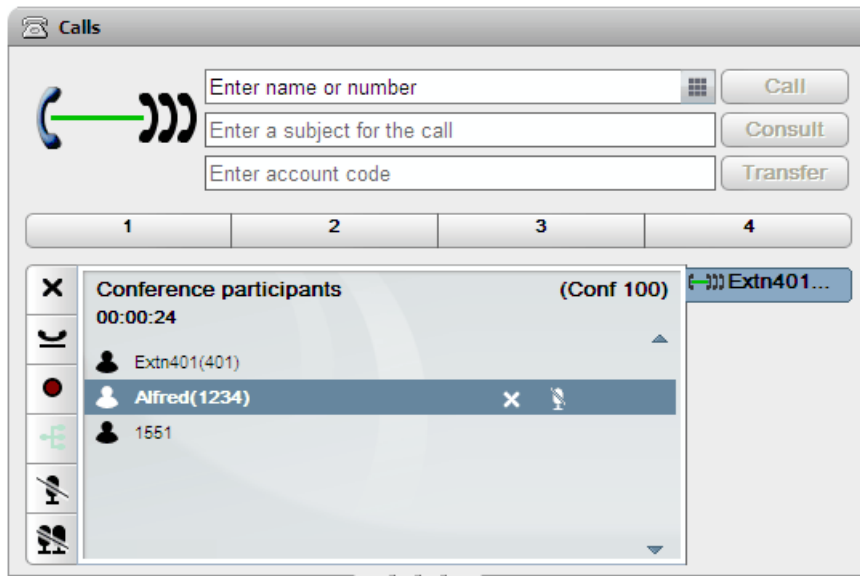 Calls
Enter name or number
Call
Enter a subject for the call
Consult
Enter account code
Transfer
1 2 3 4
Conference participants (Conf 100)
Extn401...
00:00:24
Extn401(401)
Alfred(1234)
1551